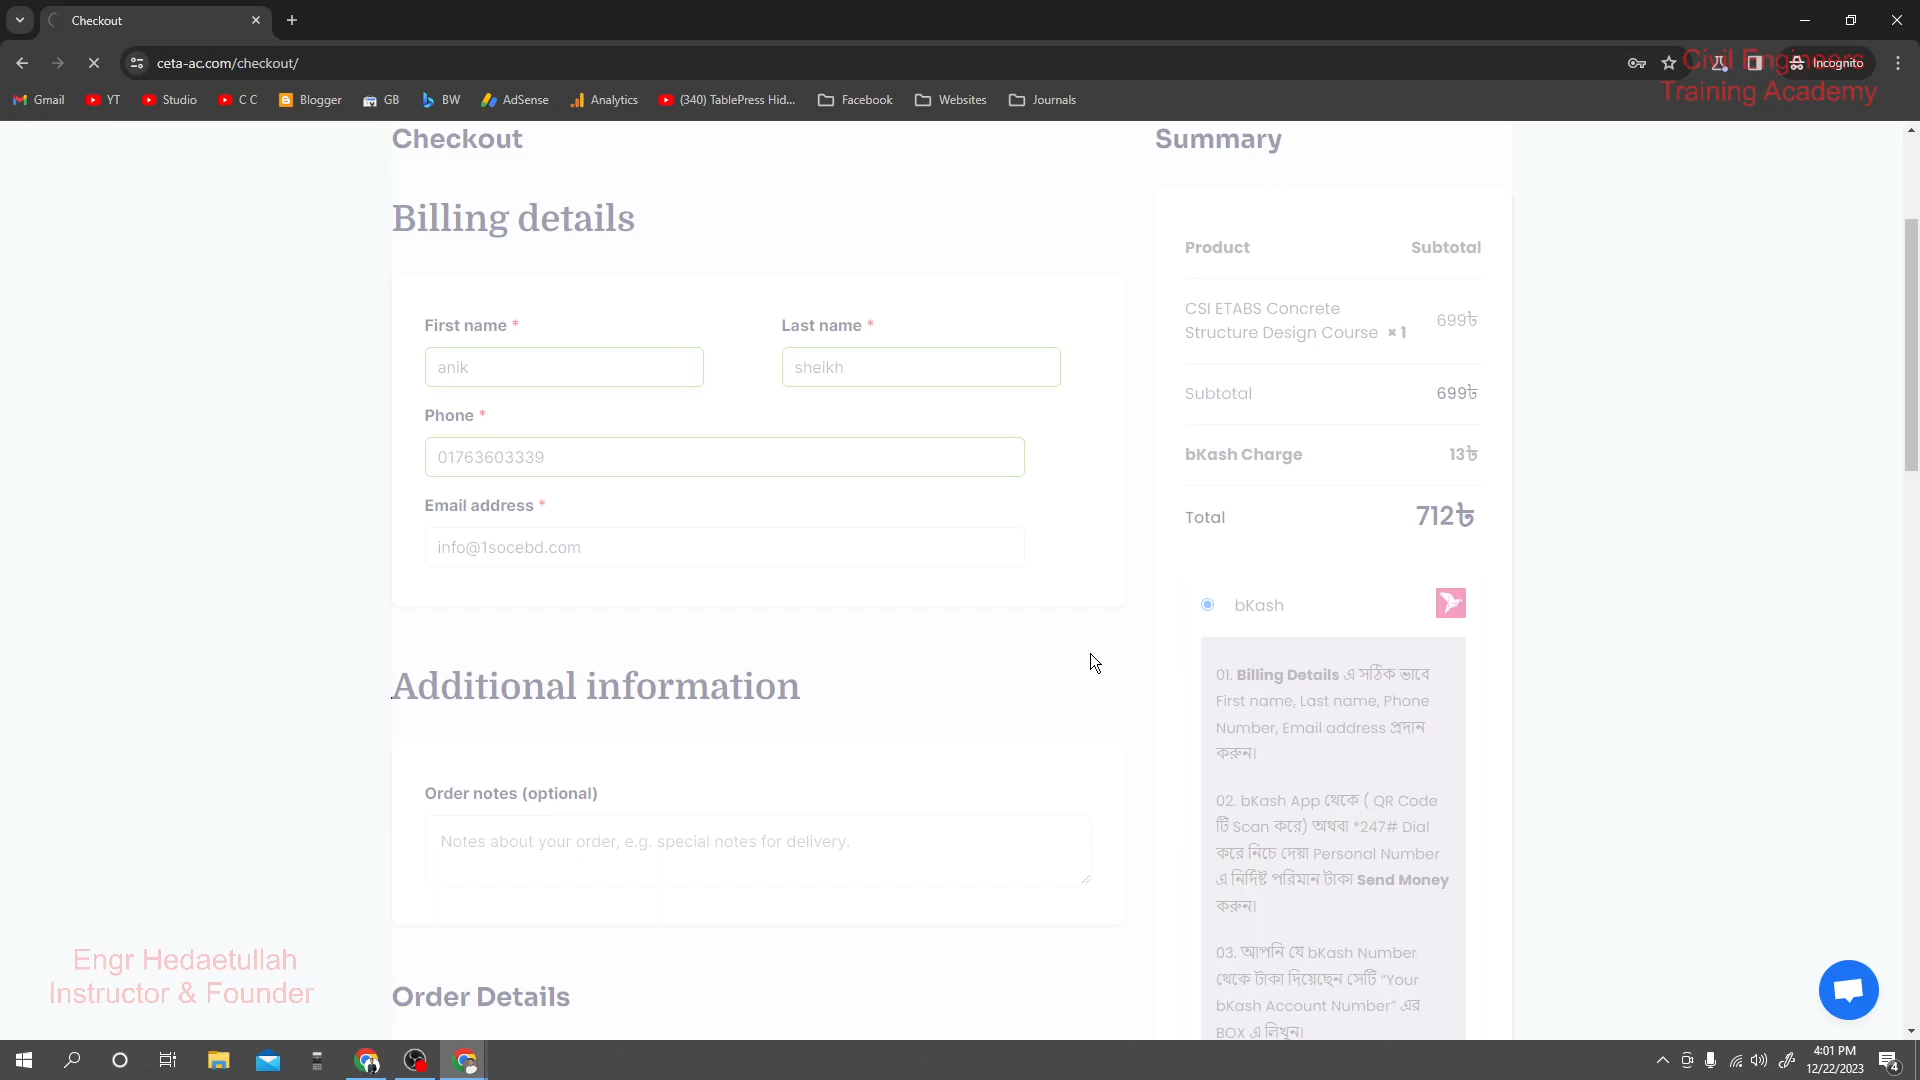 Checkout
ceta-ac.com/checkout/
Incognito
Civil Engineers
Training Academy
Gmail
YT
Studio
C C
Blogger
GB
BW
AdSense
Analytics
(340) TablePress Hid...
Facebook
Websites
Journals
Checkout
Billing details
First name *
Last name *
anik
sheikh
Phone *
01763603339
Email address *
info@1socebd.com
Additional information
Order notes (optional)
Notes about your order, e.g. special notes for delivery.
Order Details
Summary
Product
Subtotal
CSI ETABS Concrete
Structure Design Course × 1
699৳
Subtotal
699৳
bKash Charge
13৳
Total
712৳
bKash
01. Billing Details এ সঠিক ভাবে
First name, Last name, Phone
Number, Email address প্রদান
করুন।
02. bKash App থেকে ( QR Code
টি Scan করে) অথবা *247# Dial
করে নিচে দেয়া Personal Number
এ নির্দিষ্ট পরিমান টাকা Send Money
করুন।
03. আপনি যে bKash Number
থেকে টাকা দিয়েছেন সেটি “Your
bKash Account Number” এর
BOX এ লিখুন।
Engr Hedaetullah
Instructor & Founder
4:01 PM
12/22/2023
4